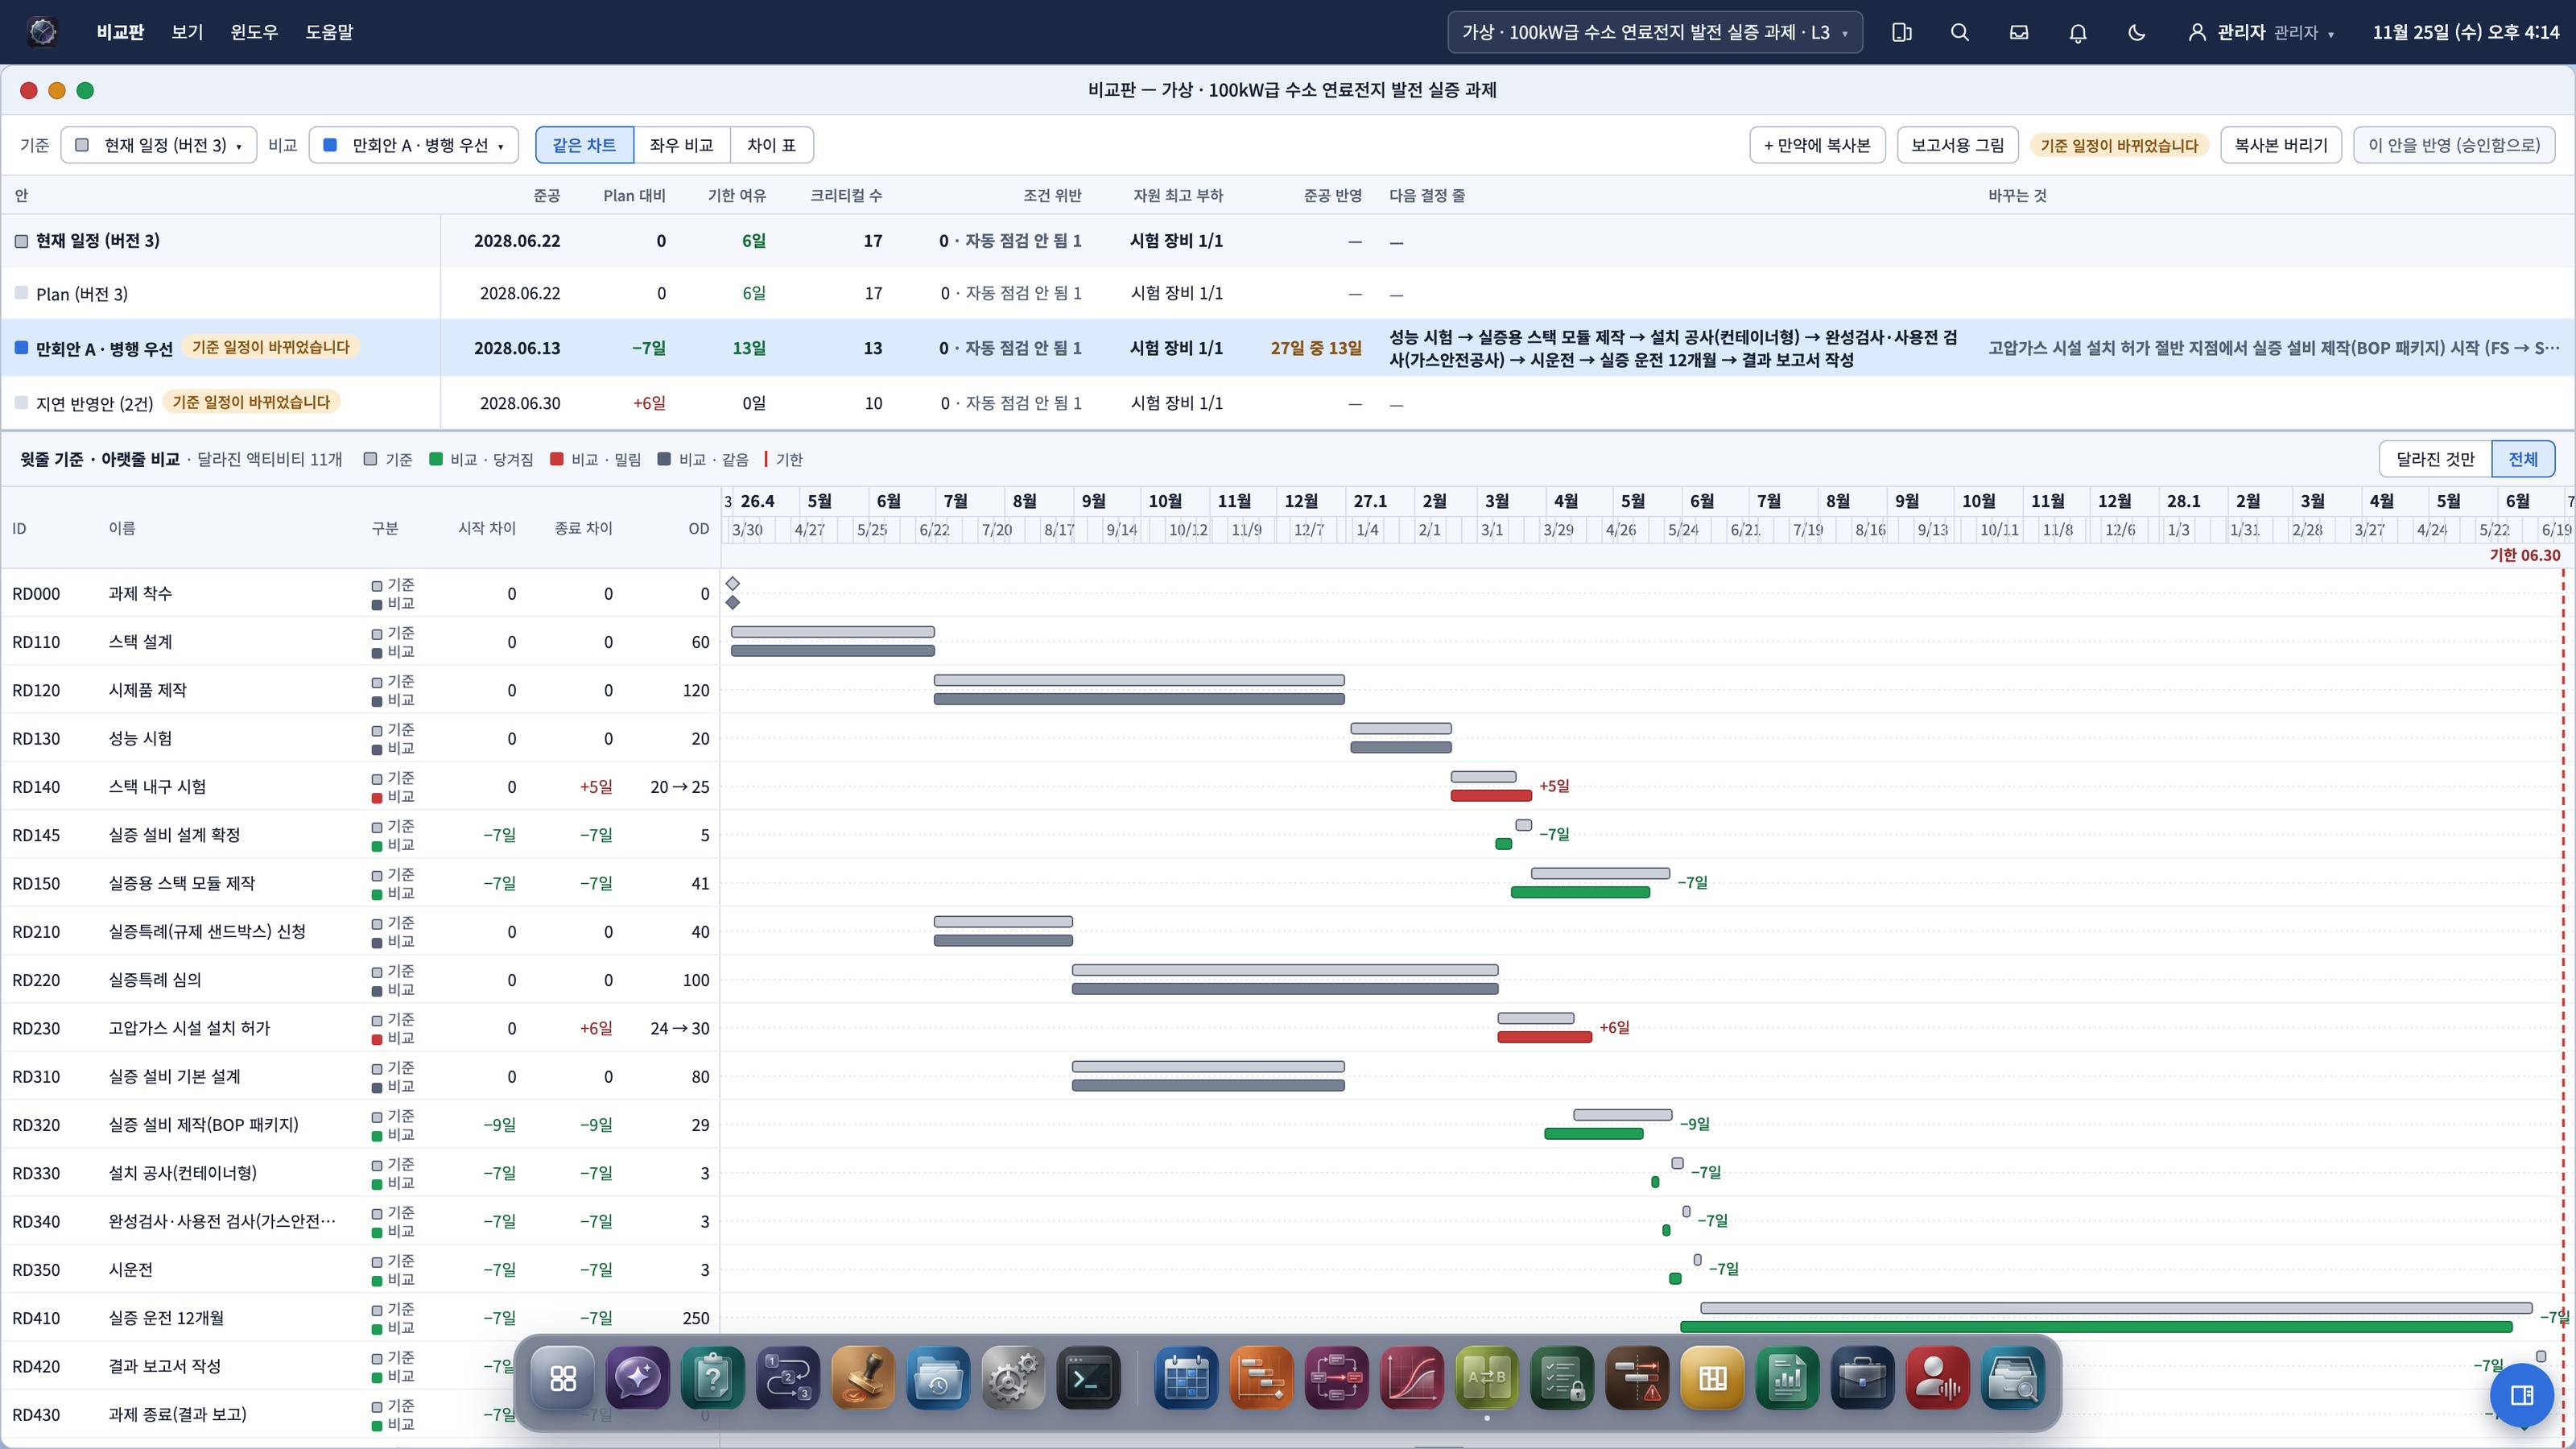 비교판 보기 윈도우 도움말 가상 · 100kW급 수소 연료전지 발전 실증 과제 · L3 관리자 관리자 11월 25일 (수) 오후 4:14
비교판 — 가상 · 100kW급 수소 연료전지 발전 실증 과제
기준 현재 일정 (버전 3) 비교 만회안 A · 병행 우선 같은 차트 좌우 비교 차이 표 + 만약에 복사본 보고서용 그림 기준 일정이 바뀌었습니다 복사본 버리기 이 안을 반영 (승인함으로)
안 준공 Plan 대비 기한 여유 크리티컬 수 조건 위반 자원 최고 부하 준공 반영 다음 결정 줄 바꾸는 것
현재 일정 (버전 3) 2028.06.22 0 6일 17 0 · 자동 점검 안 됨 1 시험 장비 1/1 — —
Plan (버전 3) 2028.06.22 0 6일 17 0 · 자동 점검 안 됨 1 시험 장비 1/1 — —
만회안 A · 병행 우선 기준 일정이 바뀌었습니다 2028.06.13 −7일 13일 13 0 · 자동 점검 안 됨 1 시험 장비 1/1 27일 중 13일 성능 시험 → 실증용 스택 모듈 제작 → 설치 공사(컨테이너형) → 완성검사·사용전 검
사(가스안전공사) → 시운전 → 실증 운전 12개월 → 결과 보고서 작성 고압가스 시설 설치 허가 절반 지점에서 실증 설비 제작(BOP 패키지) 시작 (FS → S…
지연 반영안 (2건) 기준 일정이 바뀌었습니다 2028.06.30 +6일 0일 10 0 · 자동 점검 안 됨 1 시험 장비 1/1 — —
윗줄 기준 · 아랫줄 비교 · 달라진 액티비티 11개 기준 비교 · 당겨짐 비교 · 밀림 비교 · 같음 기한 달라진 것만 전체
3 26.4 5월 6월 7월 8월 9월 10월 11월 12월 27.1 2월 3월 4월 5월 6월 7월 8월 9월 10월 11월 12월 28.1 2월 3월 4월 5월 6월 7
ID 이름 구분 시작 차이 종료 차이 OD 3/30 4/27 5/25 6/22 7/20 8/17 9/14 10/12 11/9 12/7 1/4 2/1 3/1 3/29 4/26 5/24 6/21 7/19 8/16 9/13 10/11 11/8 12/6 1/3 1/31 2/28 3/27 4/24 5/22 6/19
기한 06.30
RD000 과제 착수 기준 비교 0 0 0
RD110 스택 설계 기준 비교 0 0 60
RD120 시제품 제작 기준 비교 0 0 120
RD130 성능 시험 기준 비교 0 0 20
RD140 스택 내구 시험 기준 비교 0 +5일 20 → 25 +5일
RD145 실증 설비 설계 확정 기준 비교 −7일 −7일 5 −7일
RD150 실증용 스택 모듈 제작 기준 비교 −7일 −7일 41 −7일
RD210 실증특례(규제 샌드박스) 신청 기준 비교 0 0 40
RD220 실증특례 심의 기준 비교 0 0 100
RD230 고압가스 시설 설치 허가 기준 비교 0 +6일 24 → 30 +6일
RD310 실증 설비 기본 설계 기준 비교 0 0 80
RD320 실증 설비 제작(BOP 패키지) 기준 비교 −9일 −9일 29 −9일
RD330 설치 공사(컨테이너형) 기준 비교 −7일 −7일 3 −7일
RD340 완성검사·사용전 검사(가스안전… 기준 비교 −7일 −7일 3 −7일
RD350 시운전 기준 비교 −7일 −7일 3 −7일
RD410 실증 운전 12개월 기준 비교 −7일 −7일 250 −7일
RD420 결과 보고서 작성 기준 비교 −7일 −7일
RD430 과제 종료(결과 보고) 기준 비교 −7일 −7일 0
1 2 3 A⇄B